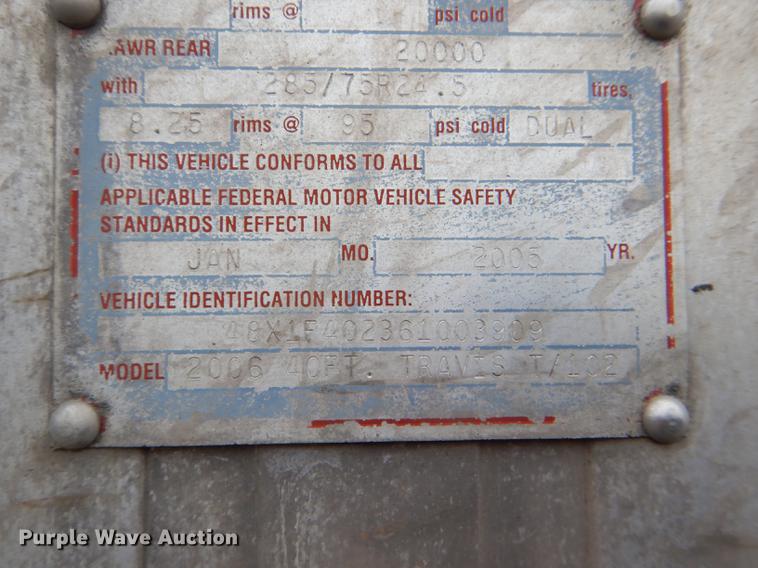 rims @ psi cold
GAWR REAR 20000
with 285/75R24.5 tires,
8.25 rims @ 95 psi cold DUAL
(i) THIS VEHICLE CONFORMS TO ALL
APPLICABLE FEDERAL MOTOR VEHICLE SAFETY
STANDARDS IN EFFECT IN
JAN MO. 2005 YR.
VEHICLE IDENTIFICATION NUMBER:
48X1F402361003909
MODEL 2006 40FT. TRAVIS T/102
Purple Wave Auction